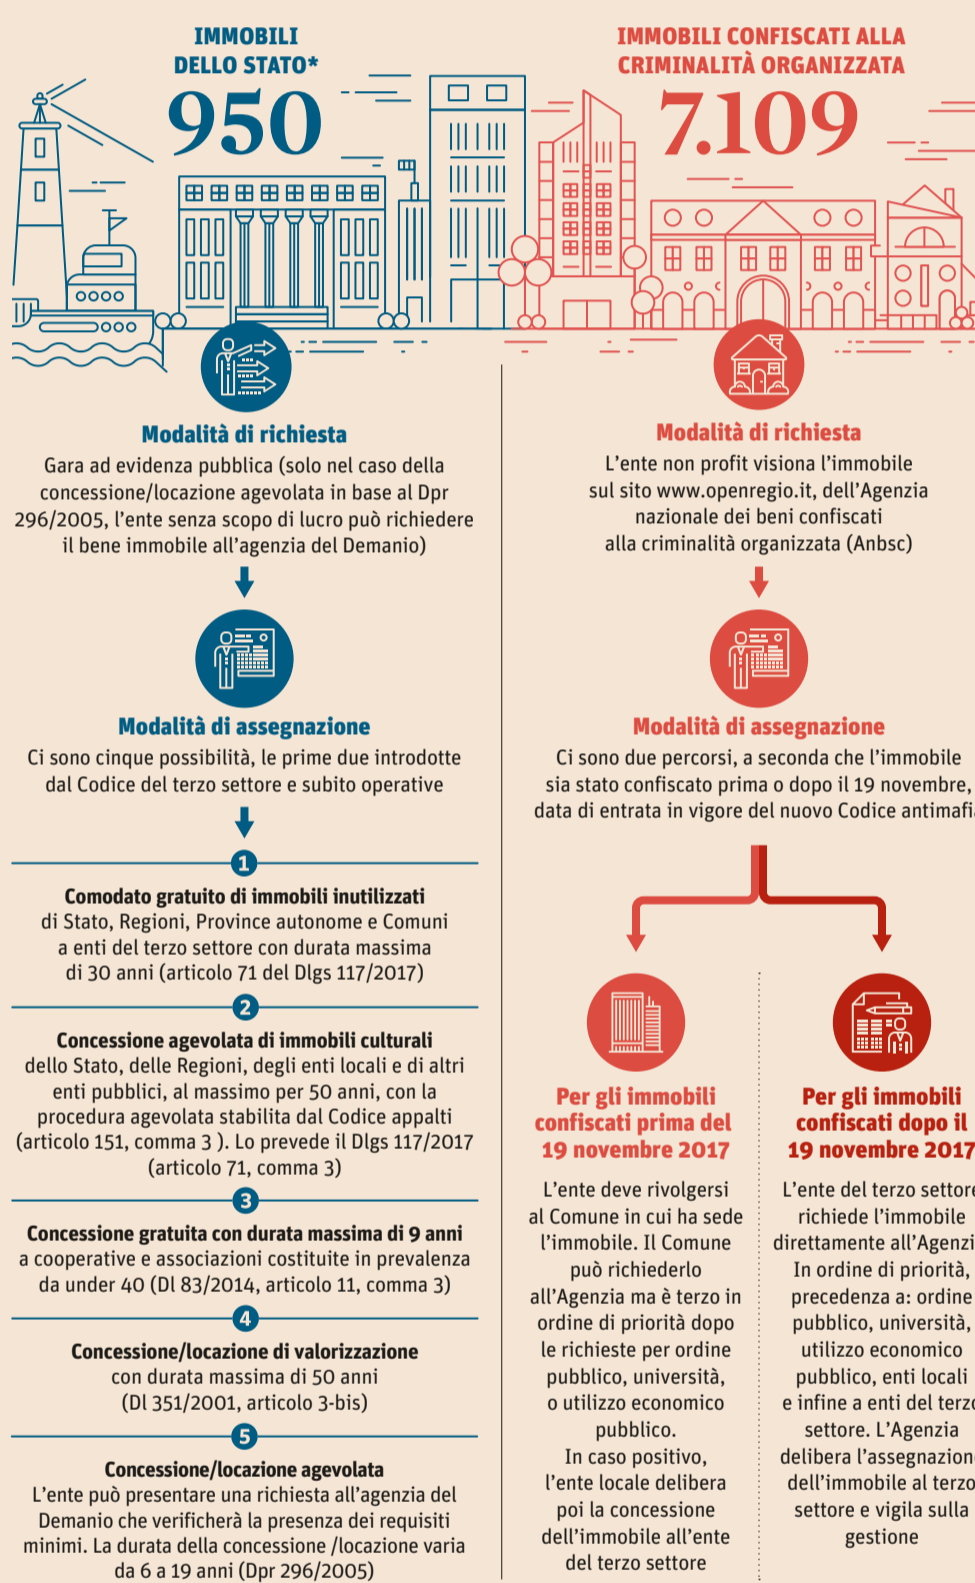 IMMOBILI
DELLO STATO*
950
Modalità di richiesta
Gara ad evidenza pubblica (solo nel caso della
concessione/locazione agevolata in base al Dpr
296/2005, l'ente senza scopo di lucro può richiedere
il bene immobile all'agenzia del Demanio)
Modalità di assegnazione
Ci sono cinque possibilità, le prime due introdotte
dal Codice del terzo settore e subito operative
1
Comodato gratuito di immobili inutilizzati
di Stato, Regioni, Province autonome e Comuni
a enti del terzo settore con durata massima
di 30 anni (articolo 71 del Dlgs 117/2017)
2
Concessione agevolata di immobili culturali
dello Stato, delle Regioni, degli enti locali e di altri
enti pubblici, al massimo per 50 anni, con la
procedura agevolata stabilita dal Codice appalti
(articolo 151, comma 3 ). Lo prevede il Dlgs 117/2017
(articolo 71, comma 3)
3
Concessione gratuita con durata massima di 9 anni
a cooperative e associazioni costituite in prevalenza
da under 40 (Dl 83/2014, articolo 11, comma 3)
4
Concessione/locazione di valorizzazione
con durata massima di 50 anni
(Dl 351/2001, articolo 3-bis)
5
Concessione/locazione agevolata
L'ente può presentare una richiesta all'agenzia del
Demanio che verificherà la presenza dei requisiti
minimi. La durata della concessione /locazione varia
da 6 a 19 anni (Dpr 296/2005)
IMMOBILI CONFISCATI ALLA
CRIMINALITÀ ORGANIZZATA
7.109
Modalità di richiesta
L'ente non profit visiona l'immobile
sul sito www.openregio.it, dell'Agenzia
nazionale dei beni confiscati
alla criminalità organizzata (Anbsc)
Modalità di assegnazione
Ci sono due percorsi, a seconda che l'immobile
sia stato confiscato prima o dopo il 19 novembre,
data di entrata in vigore del nuovo Codice antimafia
Per gli immobili
confiscati prima del
19 novembre 2017
L'ente deve rivolgersi
al Comune in cui ha sede
l'immobile. Il Comune
può richiederlo
all'Agenzia ma è terzo in
ordine di priorità dopo
le richieste per ordine
pubblico, università,
o utilizzo economico
pubblico.
In caso positivo,
l'ente locale delibera
poi la concessione
dell'immobile all'ente
del terzo settore
Per gli immobili
confiscati dopo il
19 novembre 2017
L'ente del terzo settore
richiede l'immobile
direttamente all'Agenzi
In ordine di priorità,
precedenza a: ordine
pubblico, università,
utilizzo economico
pubblico, enti locali
e infine a enti del terzo
settore. L'Agenzia
delibera l'assegnazione
dell'immobile al terzo
settore e vigila sulla
gestione